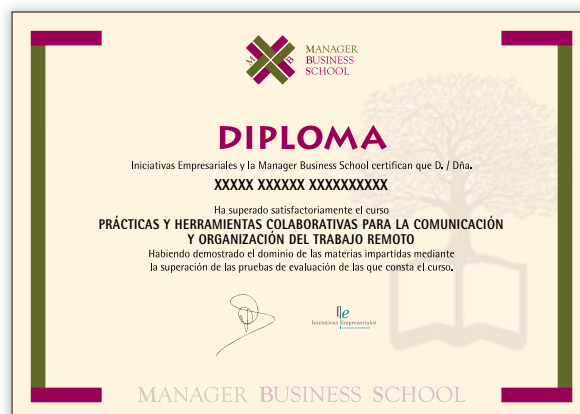 M B
MANAGER
BUSINESS
SCHOOL
DIPLOMA
Iniciativas Empresariales y la Manager Business School certifican que D. / Dña.
XXXXX XXXXXX XXXXXXXXXX
Ha superado satisfactoriamente el curso
PRÁCTICAS Y HERRAMIENTAS COLABORATIVAS PARA LA COMUNICACIÓN
Y ORGANIZACIÓN DEL TRABAJO REMOTO
Habiendo demostrado el dominio de las materias impartidas mediante
la superación de las pruebas de evaluación de las que consta el curso.
Ie
Iniciativas Empresariales
MANAGER BUSINESS SCHOOL